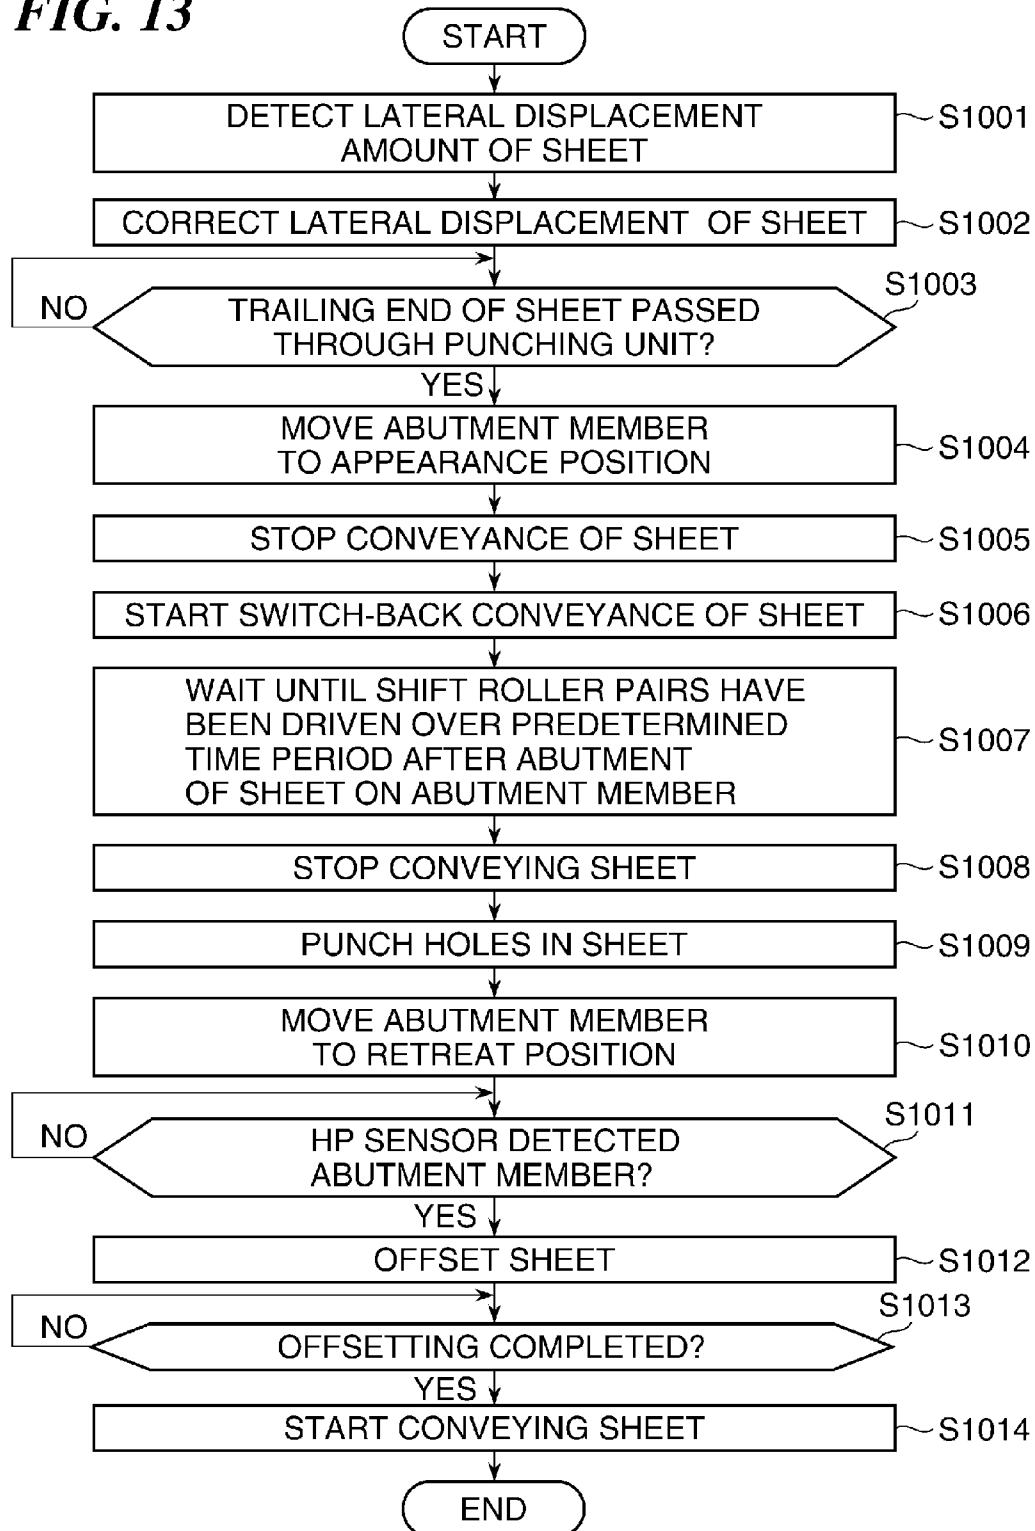 FIG. 13
START
DETECT LATERAL DISPLACEMENT
AMOUNT OF SHEET
S1001
CORRECT LATERAL DISPLACEMENT OF SHEET
S1002
S1003
NO
TRAILING END OF SHEET PASSED
THROUGH PUNCHING UNIT?
YES
MOVE ABUTMENT MEMBER
TO APPEARANCE POSITION
S1004
STOP CONVEYANCE OF SHEET
S1005
START SWITCH-BACK CONVEYANCE OF SHEET
S1006
WAIT UNTIL SHIFT ROLLER PAIRS HAVE
BEEN DRIVEN OVER PREDETERMINED
TIME PERIOD AFTER ABUTMENT
OF SHEET ON ABUTMENT MEMBER
S1007
STOP CONVEYING SHEET
S1008
PUNCH HOLES IN SHEET
S1009
MOVE ABUTMENT MEMBER
TO RETREAT POSITION
S1010
S1011
NO
HP SENSOR DETECTED
ABUTMENT MEMBER?
YES
OFFSET SHEET
S1012
S1013
NO
OFFSETTING COMPLETED?
YES
START CONVEYING SHEET
S1014
END